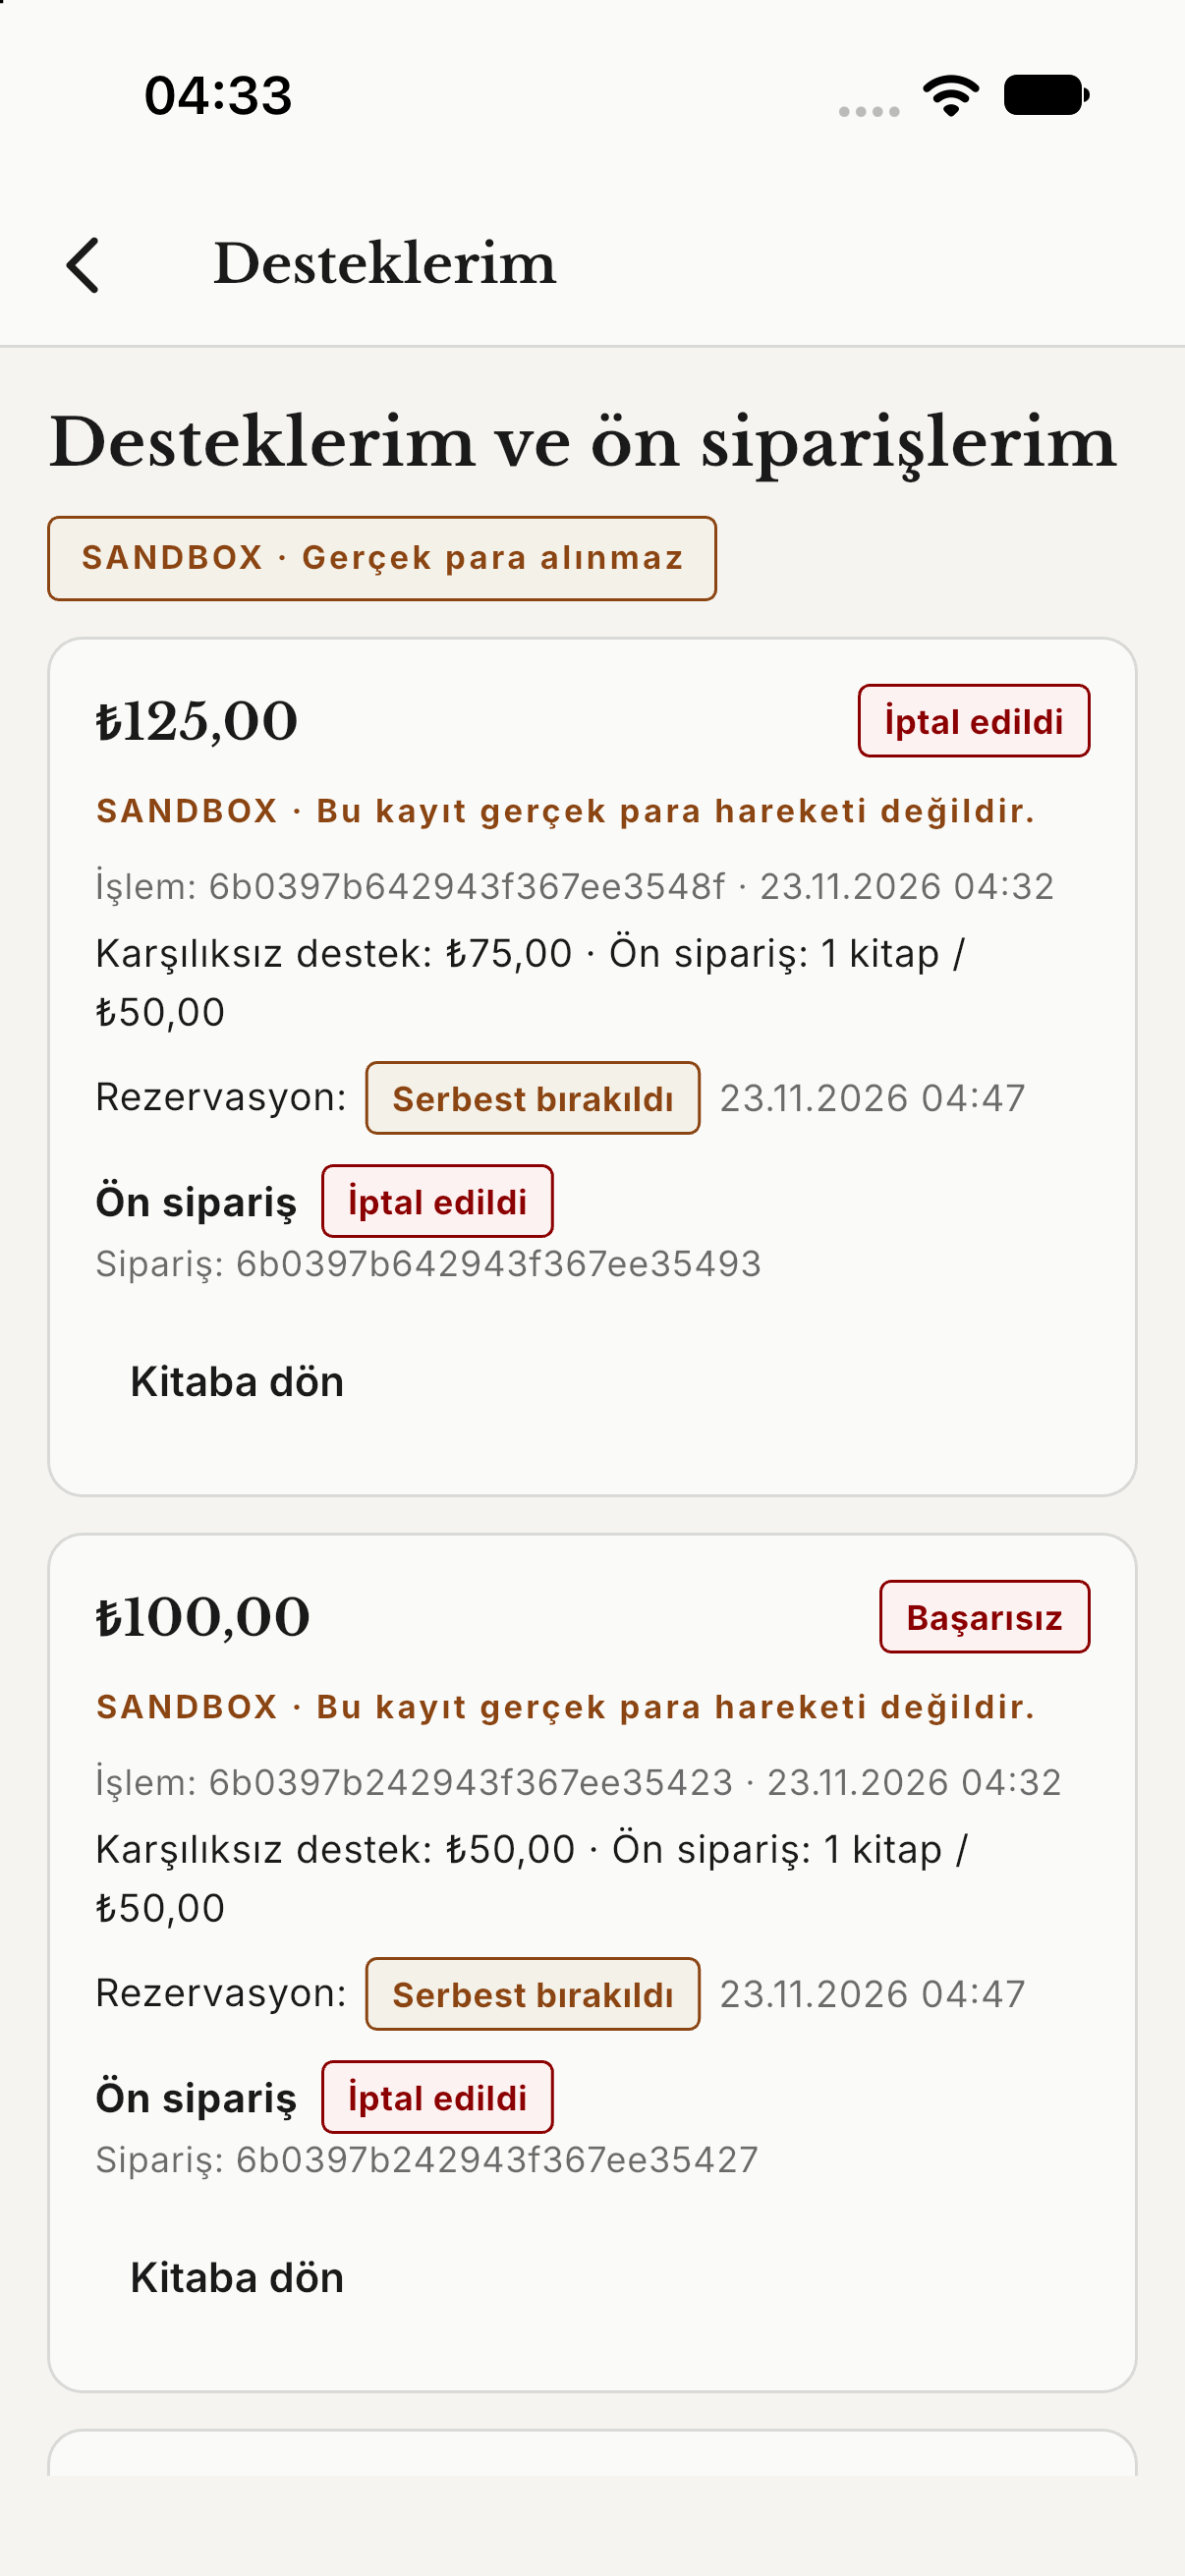 04:33
Desteklerim
Desteklerim ve ön siparişlerim
SANDBOX · Gerçek para alınmaz
₺125,00
İptal edildi
SANDBOX · Bu kayıt gerçek para hareketi değildir.
İşlem: 6b0397b642943f367ee3548f · 23.11.2026 04:32
Karşılıksız destek: ₺75,00 · Ön sipariş: 1 kitap /
₺50,00
Rezervasyon: Serbest bırakıldı 23.11.2026 04:47
Ön sipariş İptal edildi
Sipariş: 6b0397b642943f367ee35493
Kitaba dön
₺100,00
Başarısız
SANDBOX · Bu kayıt gerçek para hareketi değildir.
İşlem: 6b0397b242943f367ee35423 · 23.11.2026 04:32
Karşılıksız destek: ₺50,00 · Ön sipariş: 1 kitap /
₺50,00
Rezervasyon: Serbest bırakıldı 23.11.2026 04:47
Ön sipariş İptal edildi
Sipariş: 6b0397b242943f367ee35427
Kitaba dön